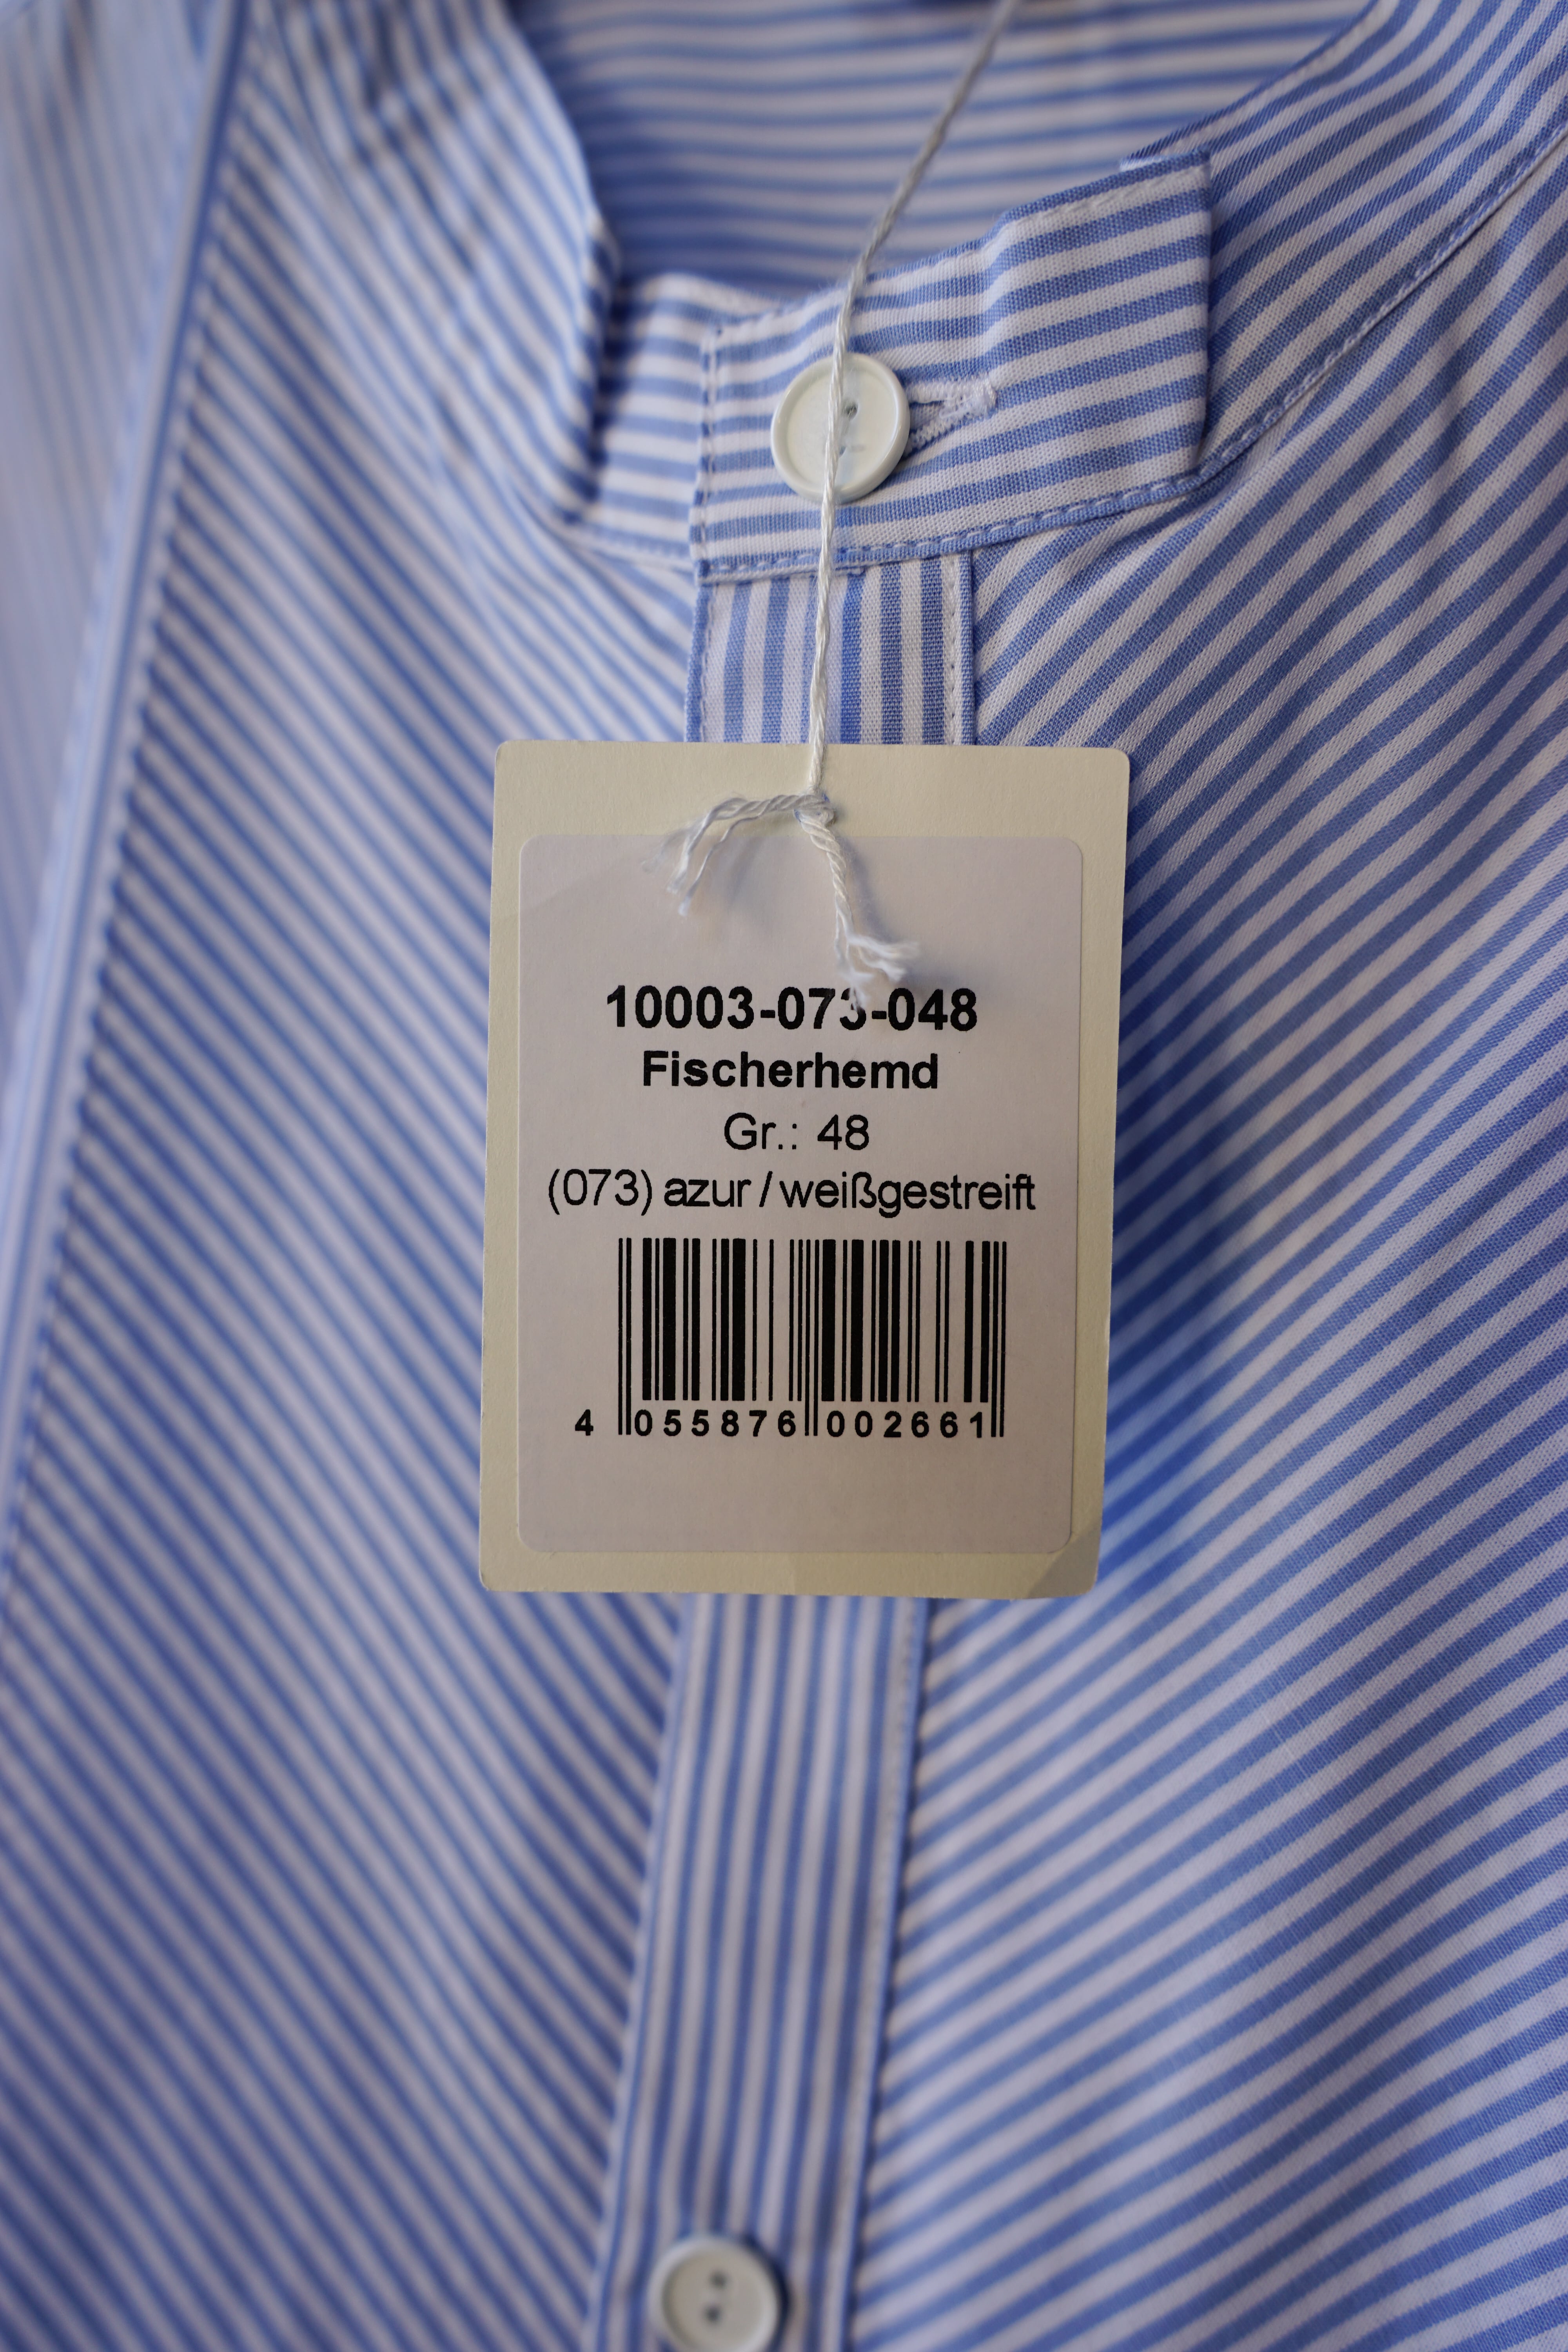 10003-073-048
Fischerhemd
Gr.: 48
(073) azur / weißgestreift
4 055876 002661